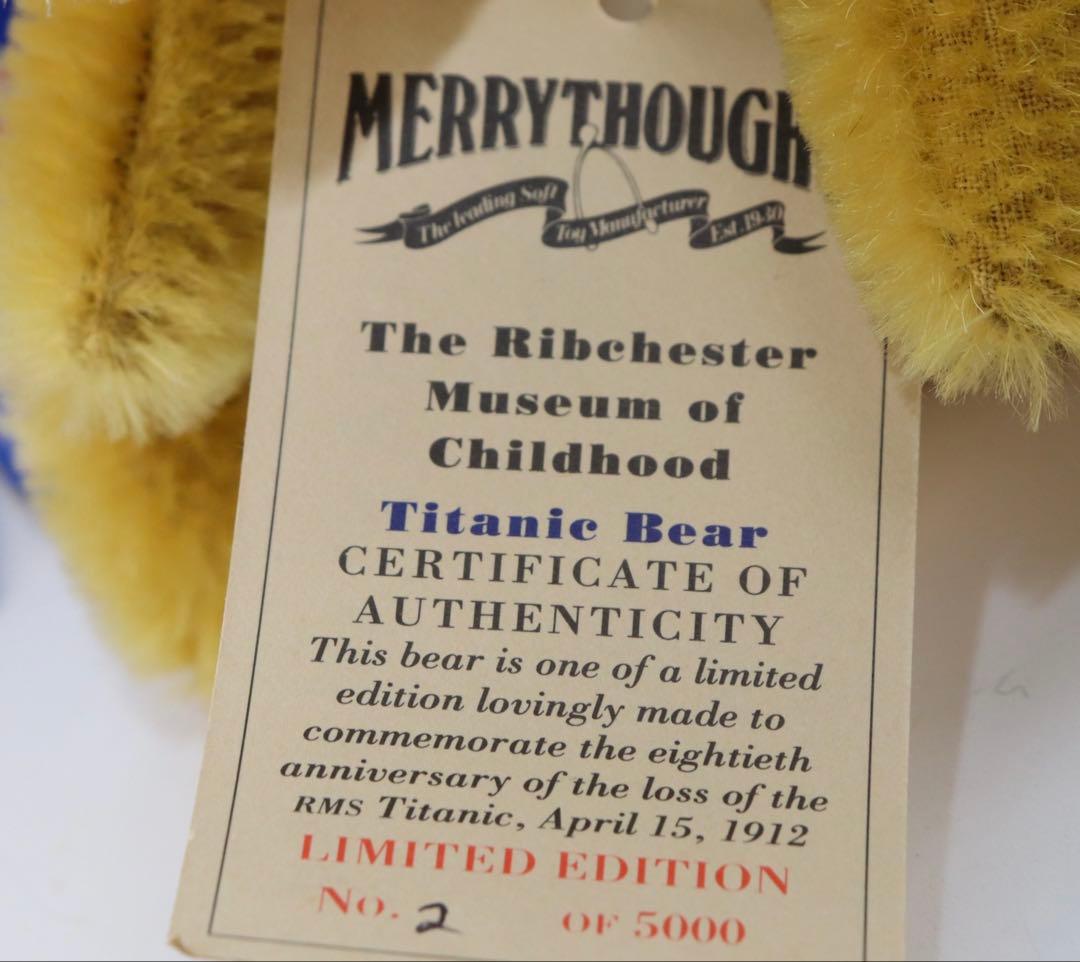 MERRYTHOUGH
The leading Soft Toy Manufacturer Est. 1930
The Ribchester
Museum of
Childhood
Titanic Bear
CERTIFICATE OF
AUTHENTICITY
This bear is one of a limited
edition lovingly made to
commemorate the eightieth
anniversary of the loss of the
RMS Titanic, April 15, 1912
LIMITED EDITION
No. 2 OF 5000